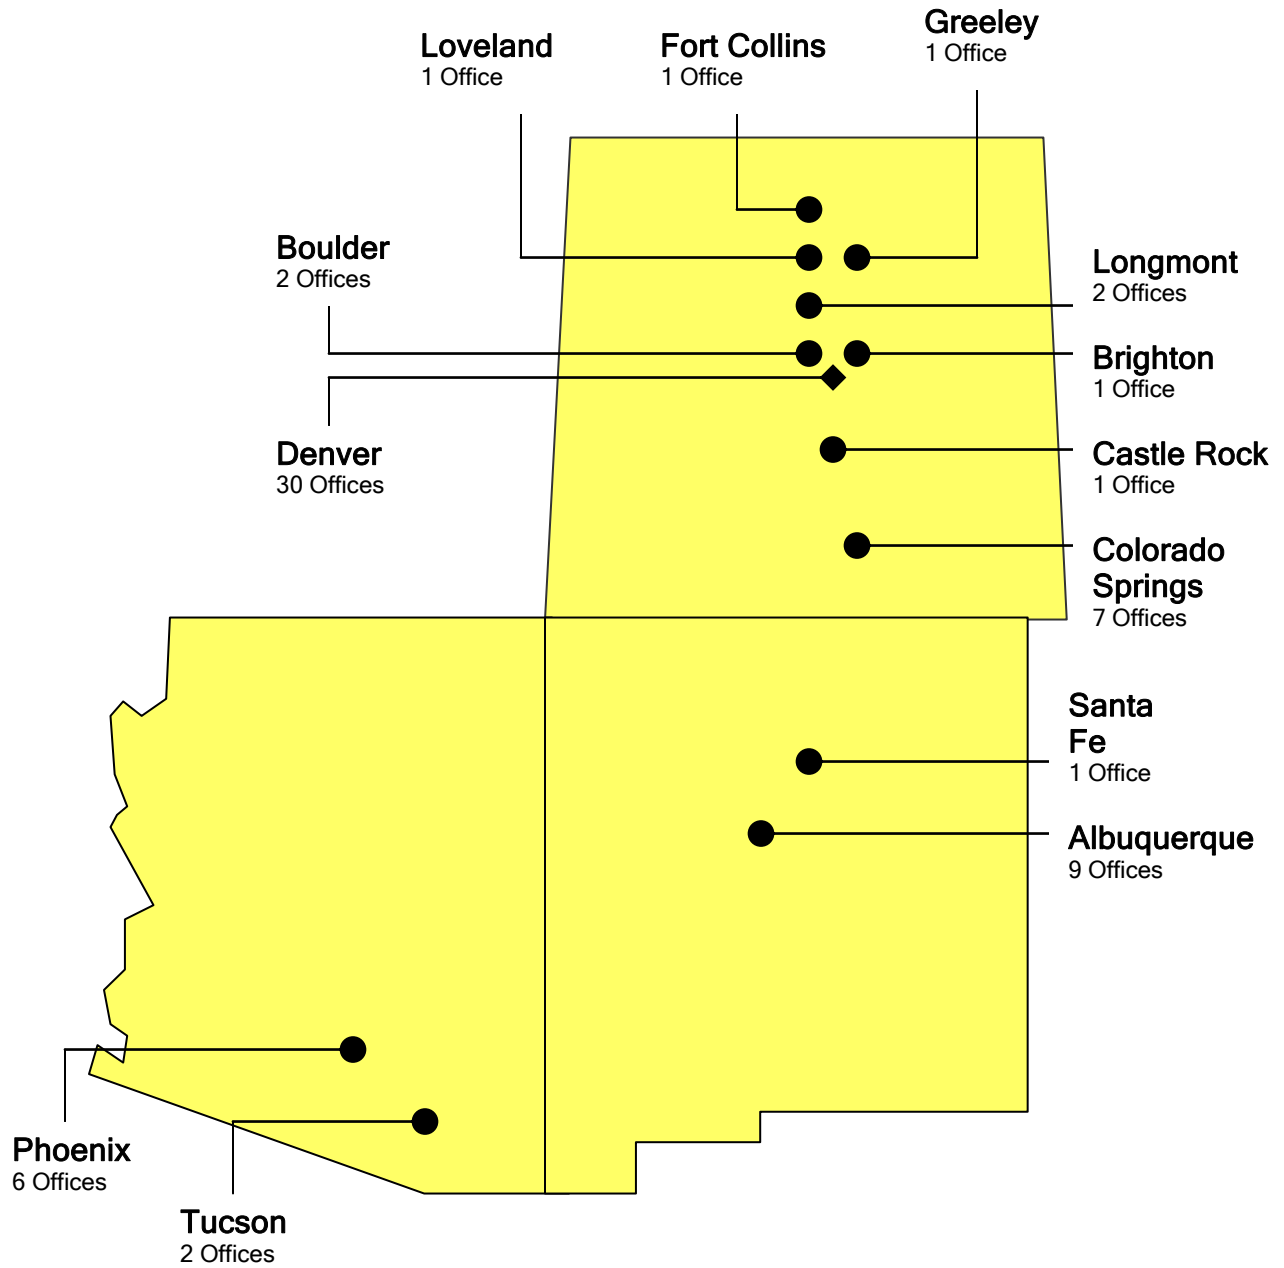 Greeley
1 Office
Loveland
1 Office
Fort Collins
1 Office
Boulder
2 Offices
Longmont
2 Offices
Brighton
1 Office
Denver
30 Offices
Castle Rock
1 Office
Colorado
Springs
7 Offices
Santa
Fe
1 Office
Albuquerque
9 Offices
Phoenix
6 Offices
Tucson
2 Offices